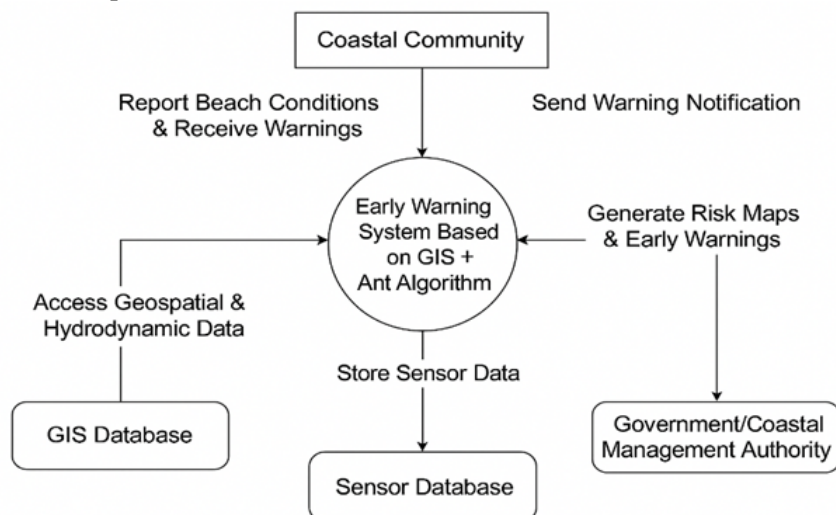 Coastal Community
Report Beach Conditions
& Receive Warnings
Send Warning Notification
Early Warning
System Based
on GIS +
Ant Algorithm
Generate Risk Maps
& Early Warnings
Access Geospatial &
Hydrodynamic Data
Store Sensor Data
GIS Database
Government/Coastal
Management Authority
Sensor Database